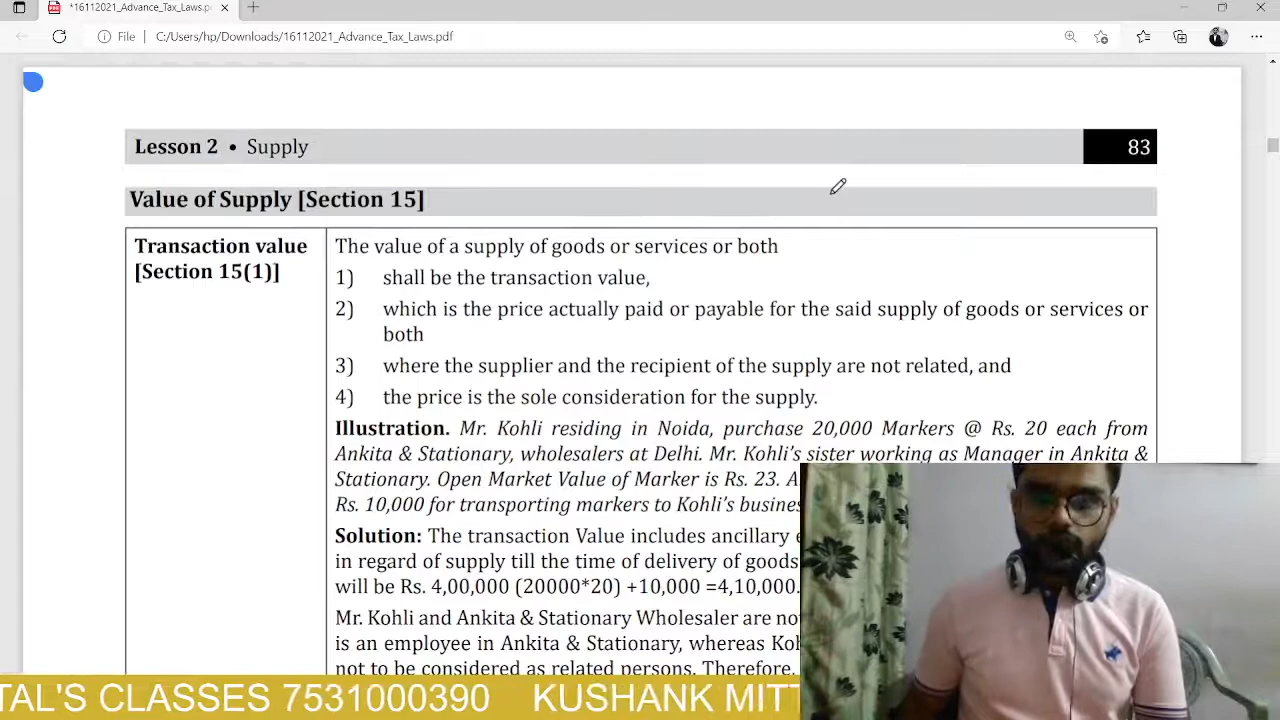 *16112021_Advance_Tax_Laws.p
File C:/Users/hp/Downloads/16112021_Advance_Tax_Laws.pdf
Lesson 2 • Supply 83
Value of Supply [Section 15]
Transaction value
[Section 15(1)]
The value of a supply of goods or services or both
1) shall be the transaction value,
2) which is the price actually paid or payable for the said supply of goods or services or
both
3) where the supplier and the recipient of the supply are not related, and
4) the price is the sole consideration for the supply.
Illustration. Mr. Kohli residing in Noida, purchase 20,000 Markers @ Rs. 20 each from
Ankita & Stationary, wholesalers at Delhi. Mr. Kohli's sister working as Manager in Ankita &
Stationary. Open Market Value of Marker is Rs. 23. A
Rs. 10,000 for transporting markers to Kohli's busines
Solution: The transaction Value includes ancillary e
in regard of supply till the time of delivery of goods
will be Rs. 4,00,000 (20000*20) +10,000 =4,10,000.
Mr. Kohli and Ankita & Stationary Wholesaler are no
is an employee in Ankita & Stationary, whereas Koh
not to be considered as related persons. Therefore,
TAL'S CLASSES 7531000390 KUSHANK MITT